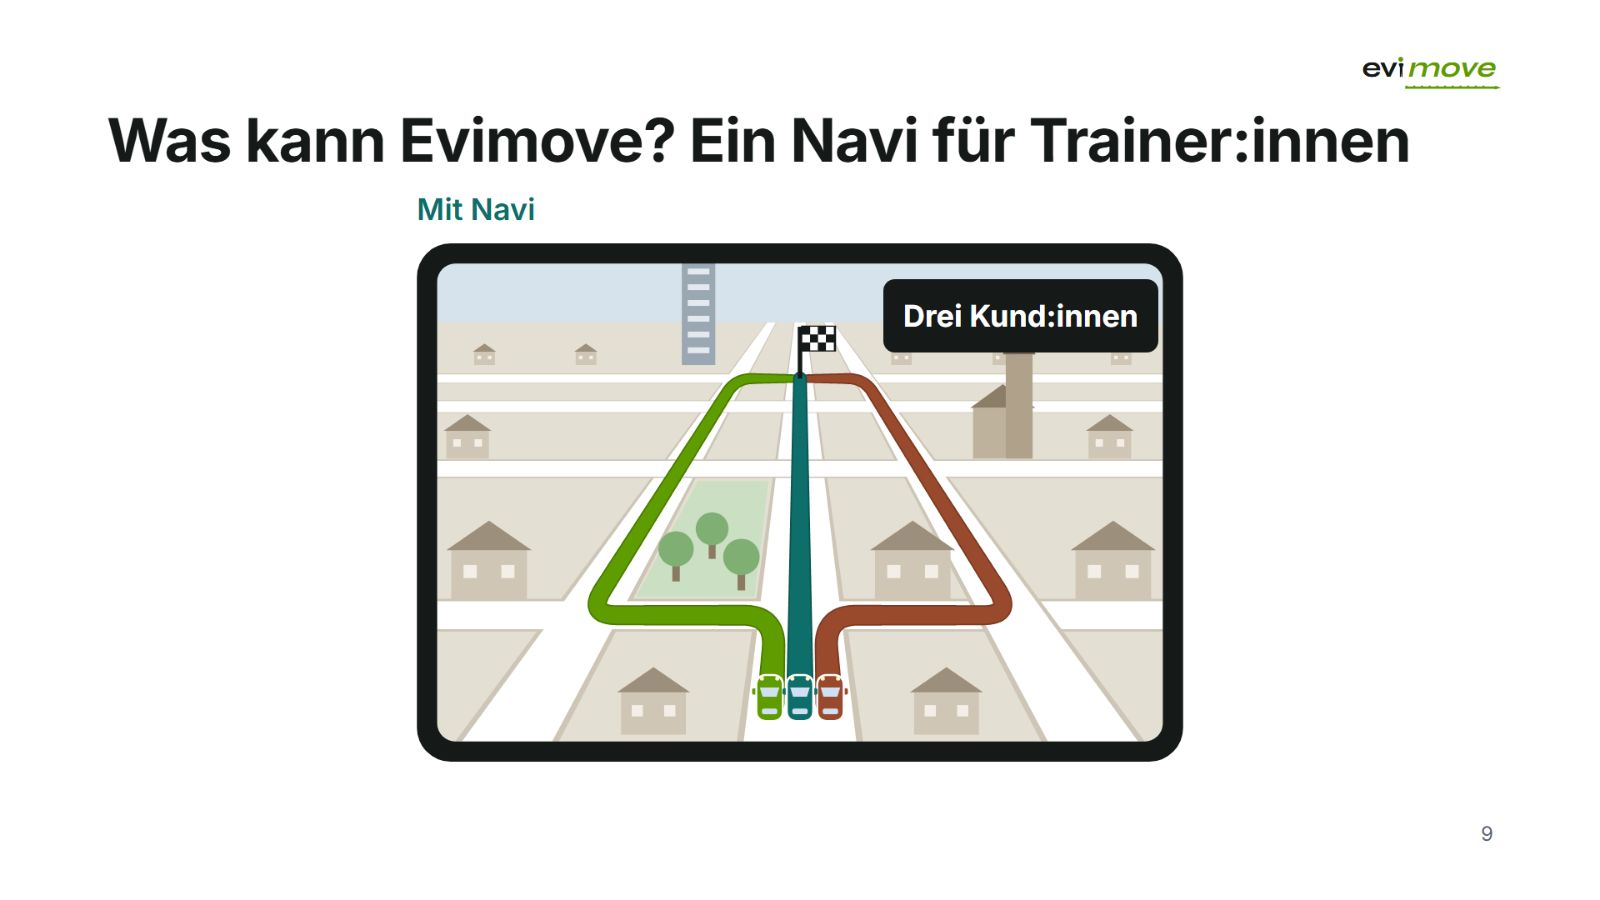 evimove
Was kann Evimove? Ein Navi für Trainer:innen
Mit Navi
Drei Kund:innen
9